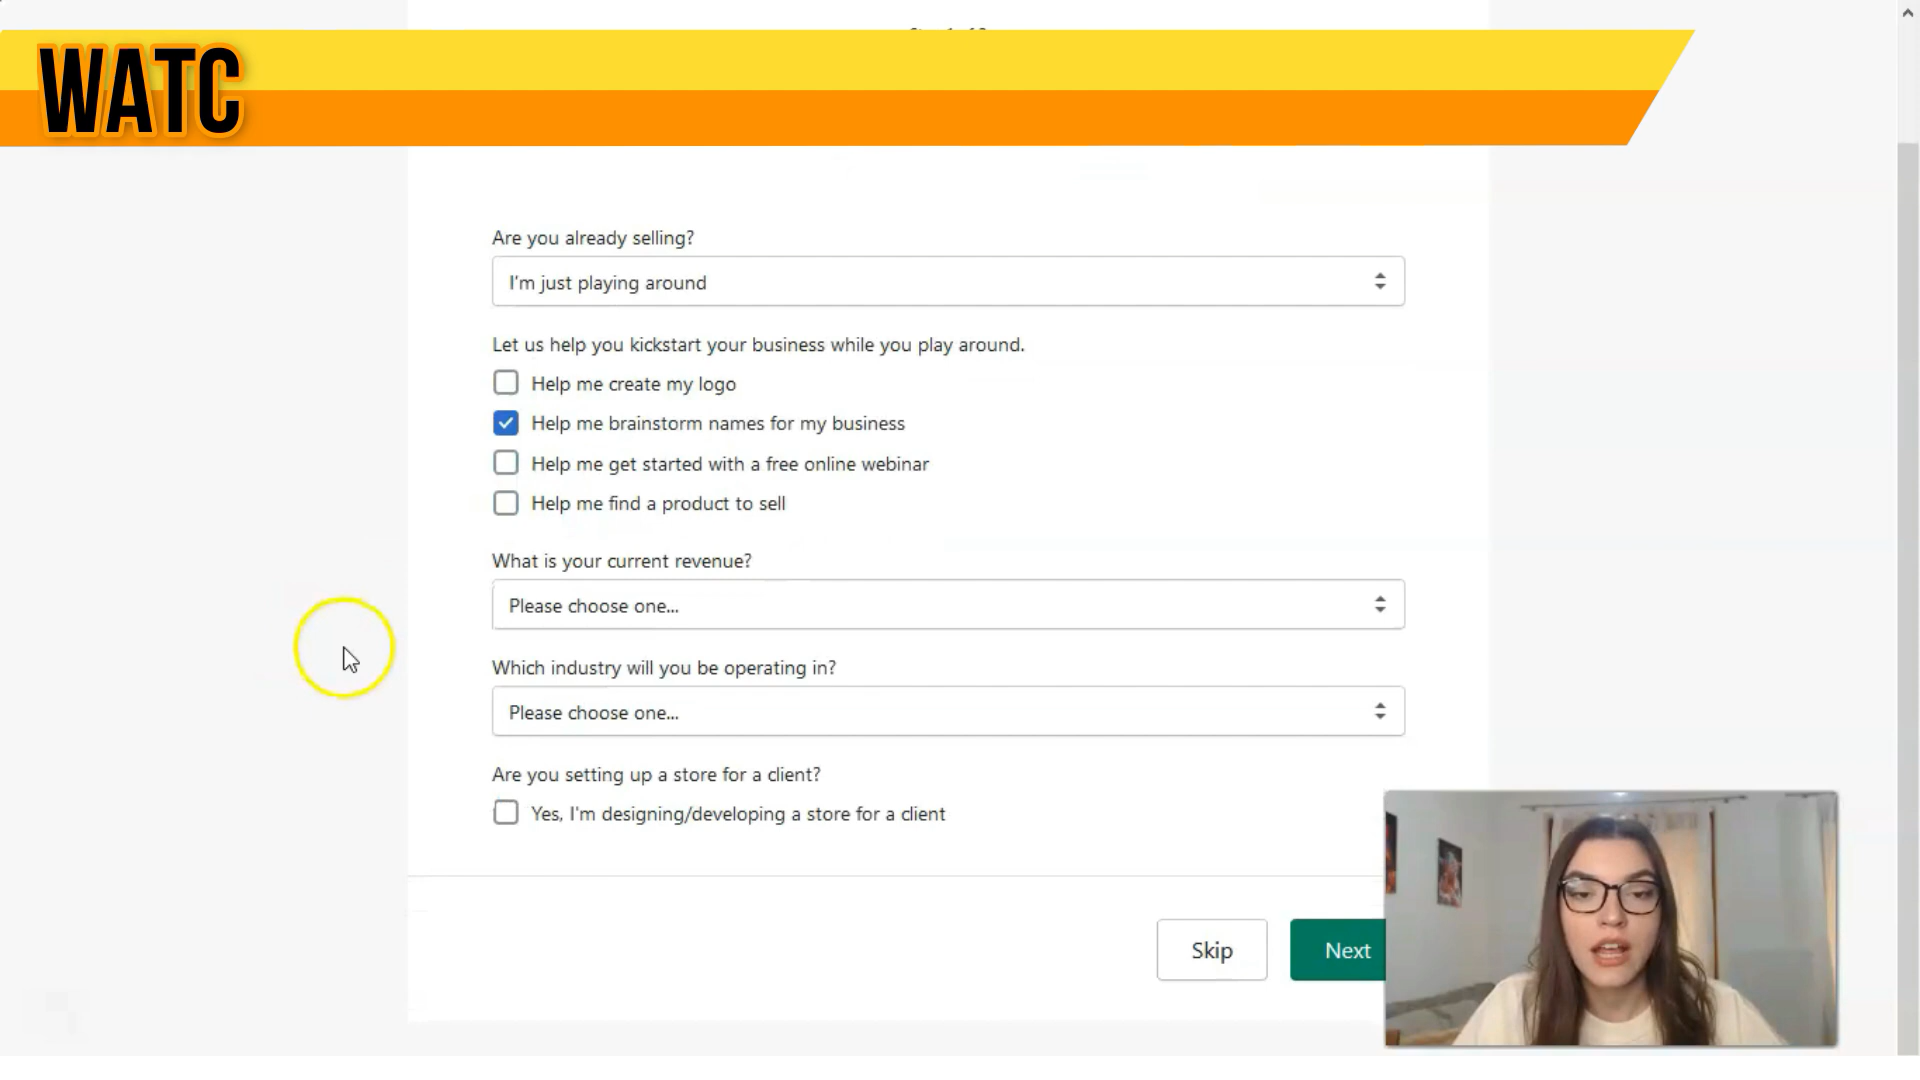 WATC
Are you already selling?
I'm just playing around
Let us help you kickstart your business while you play around.
Help me create my logo
Help me brainstorm names for my business
Help me get started with a free online webinar
Help me find a product to sell
What is your current revenue?
Please choose one...
Which industry will you be operating in?
Please choose one...
Are you setting up a store for a client?
Yes, I'm designing/developing a store for a client
Skip
Next